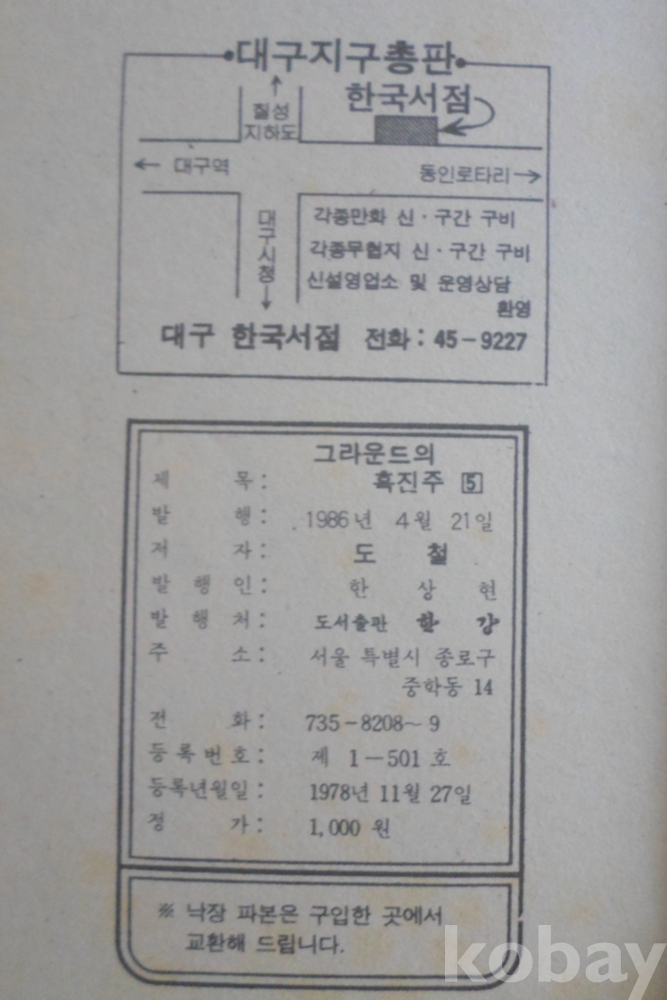 대구지구총판
한국서점
칠성
지하도
← 대구역
동인로타리→
대구시청
각종만화 신·구간 구비
각종무협지 신·구간 구비
신설영업소 및 운영상담
환영
대구 한국서점 전화: 45-9227
그라운드의
제 목: 흑진주 5
발 행: 1986년 4월 21일
저 자: 도 철
발 행 인: 한 상 현
발 행 처: 도서출판 한 강
주 소: 서울 특별시 종로구
중학동 14
전 화: 735-8208~9
등록번호: 제 1-501 호
등록년월일: 1978년 11월 27일
정 가: 1,000 원
※ 낙장 파본은 구입한 곳에서
교환해 드립니다.
kobay